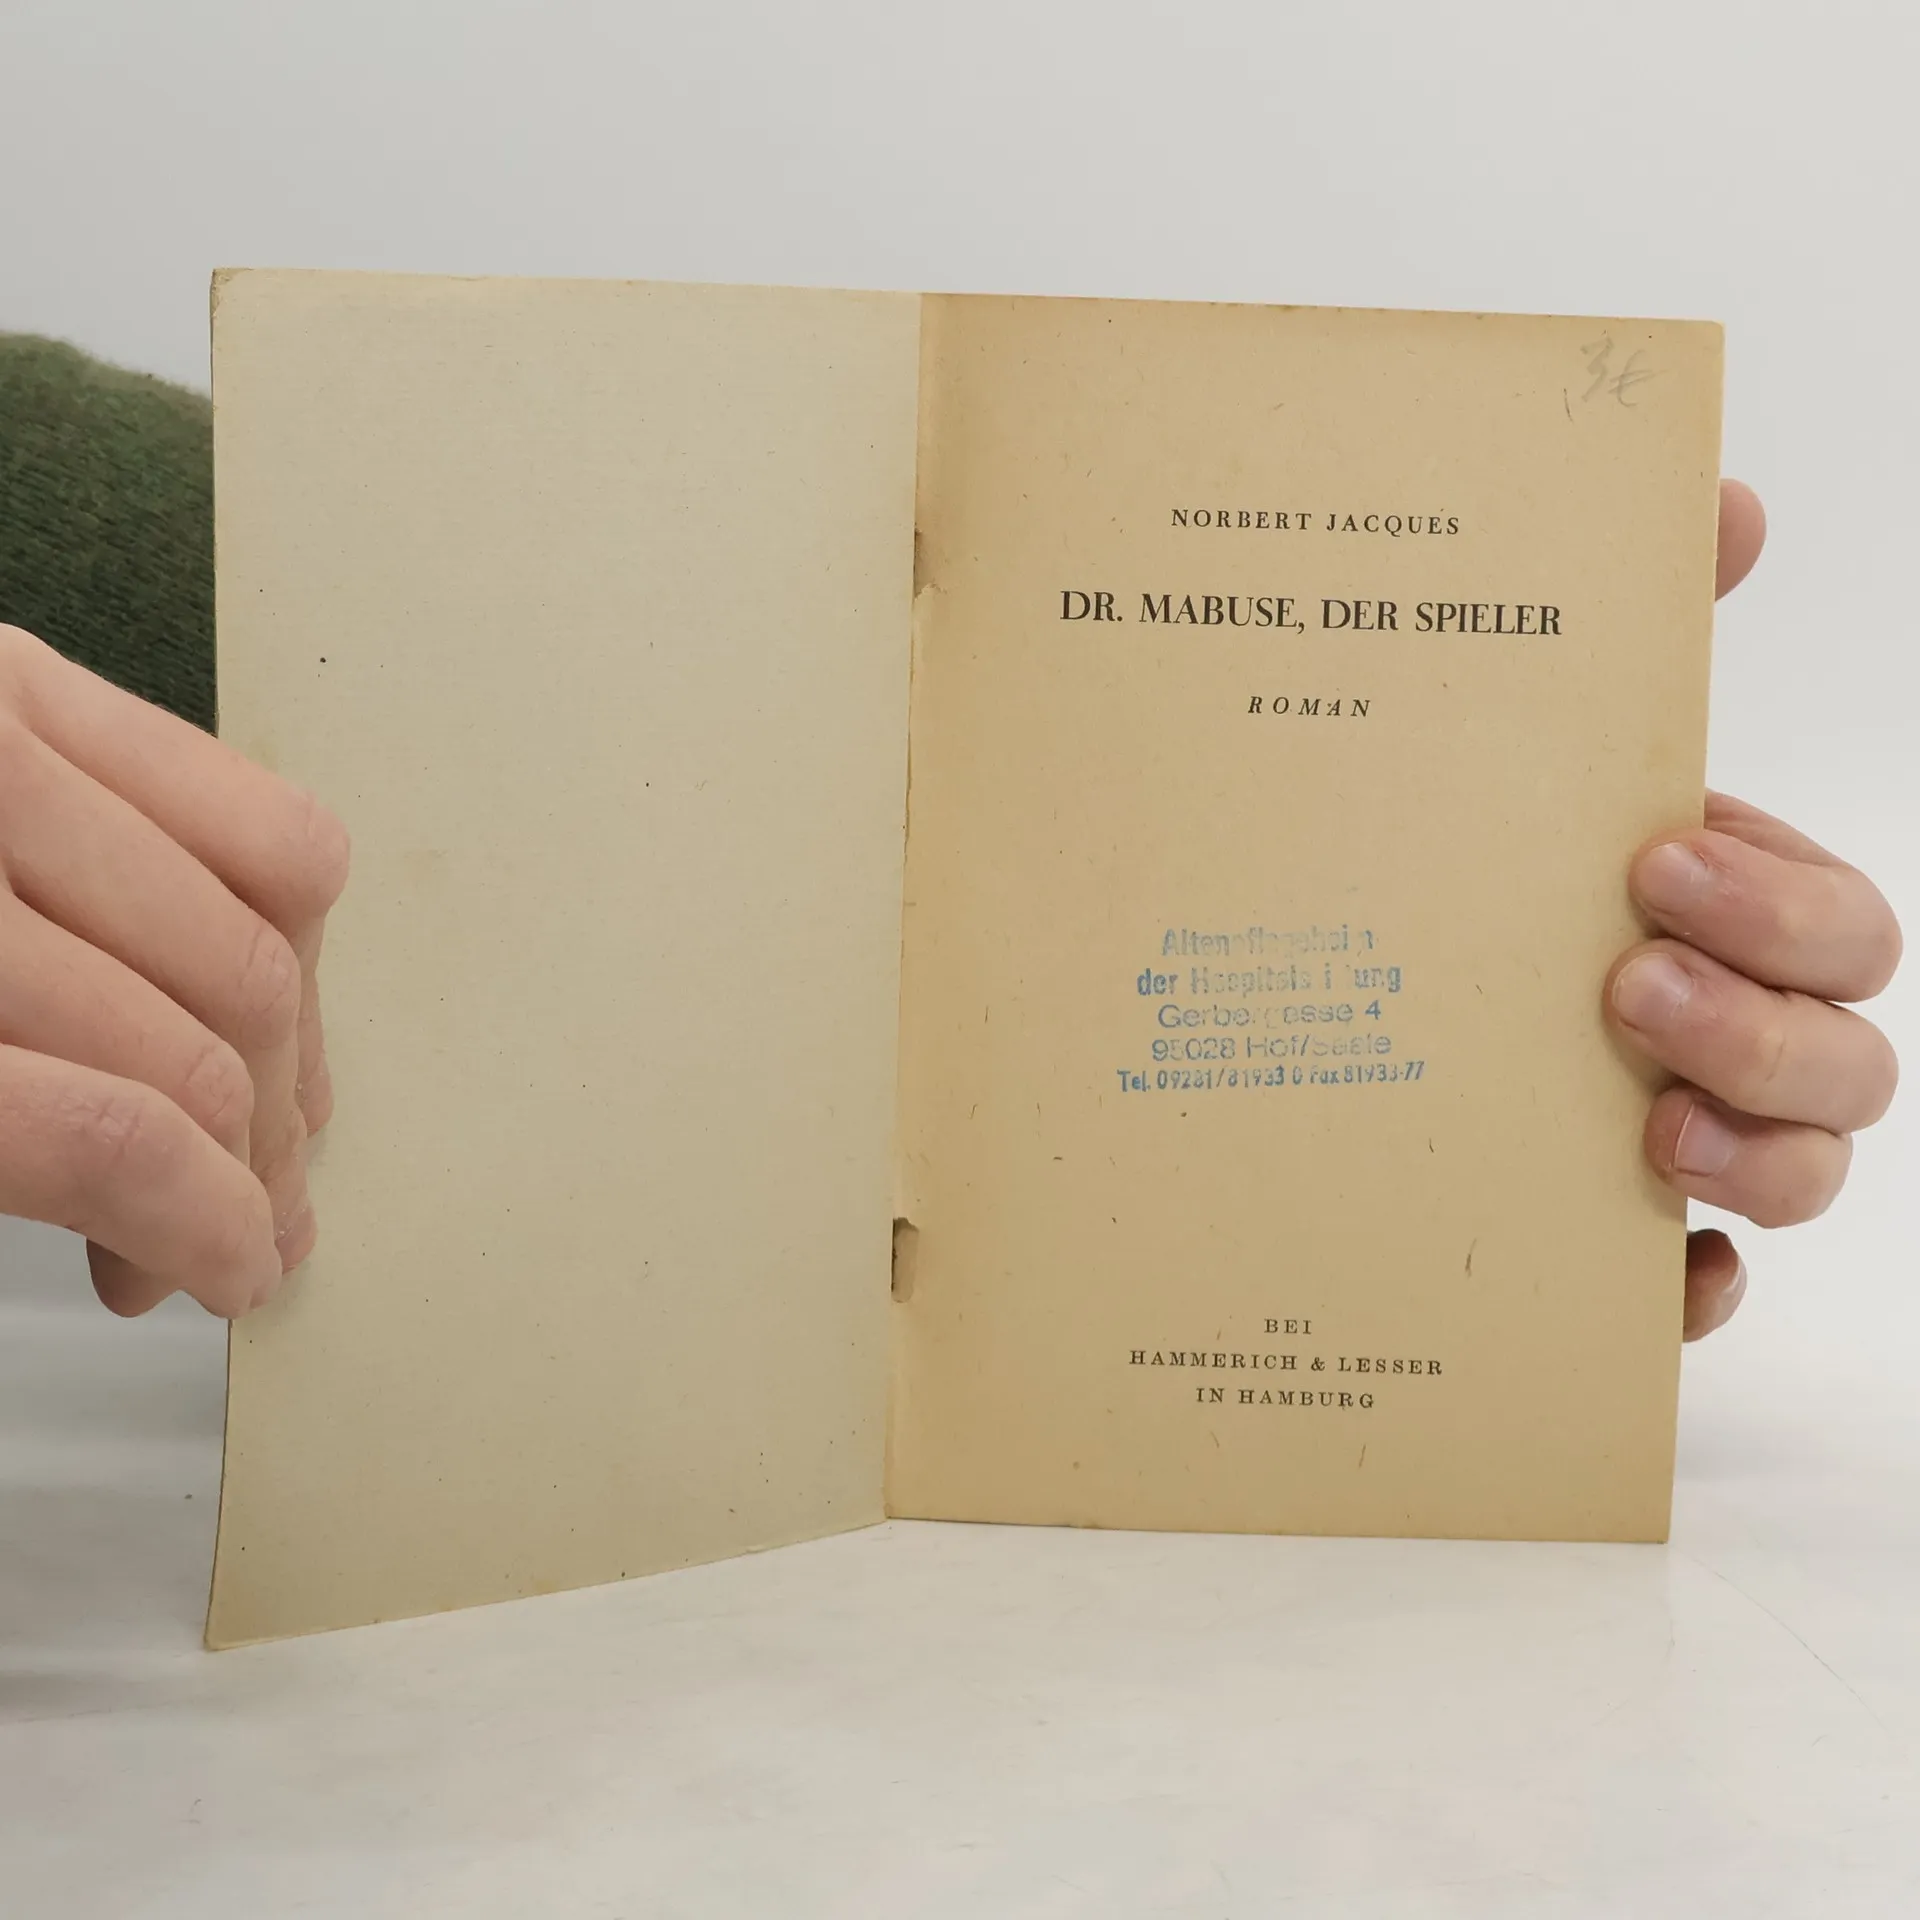 3€
NORBERT JACQUES
DR. MABUSE, DER SPIELER
ROMAN
der
Gerbergasse 4
95028 Hof/Saale
Tel. 09281/81933 0 Fax 81933-77
BEI
HAMMERICH & LESSER
IN HAMBURG